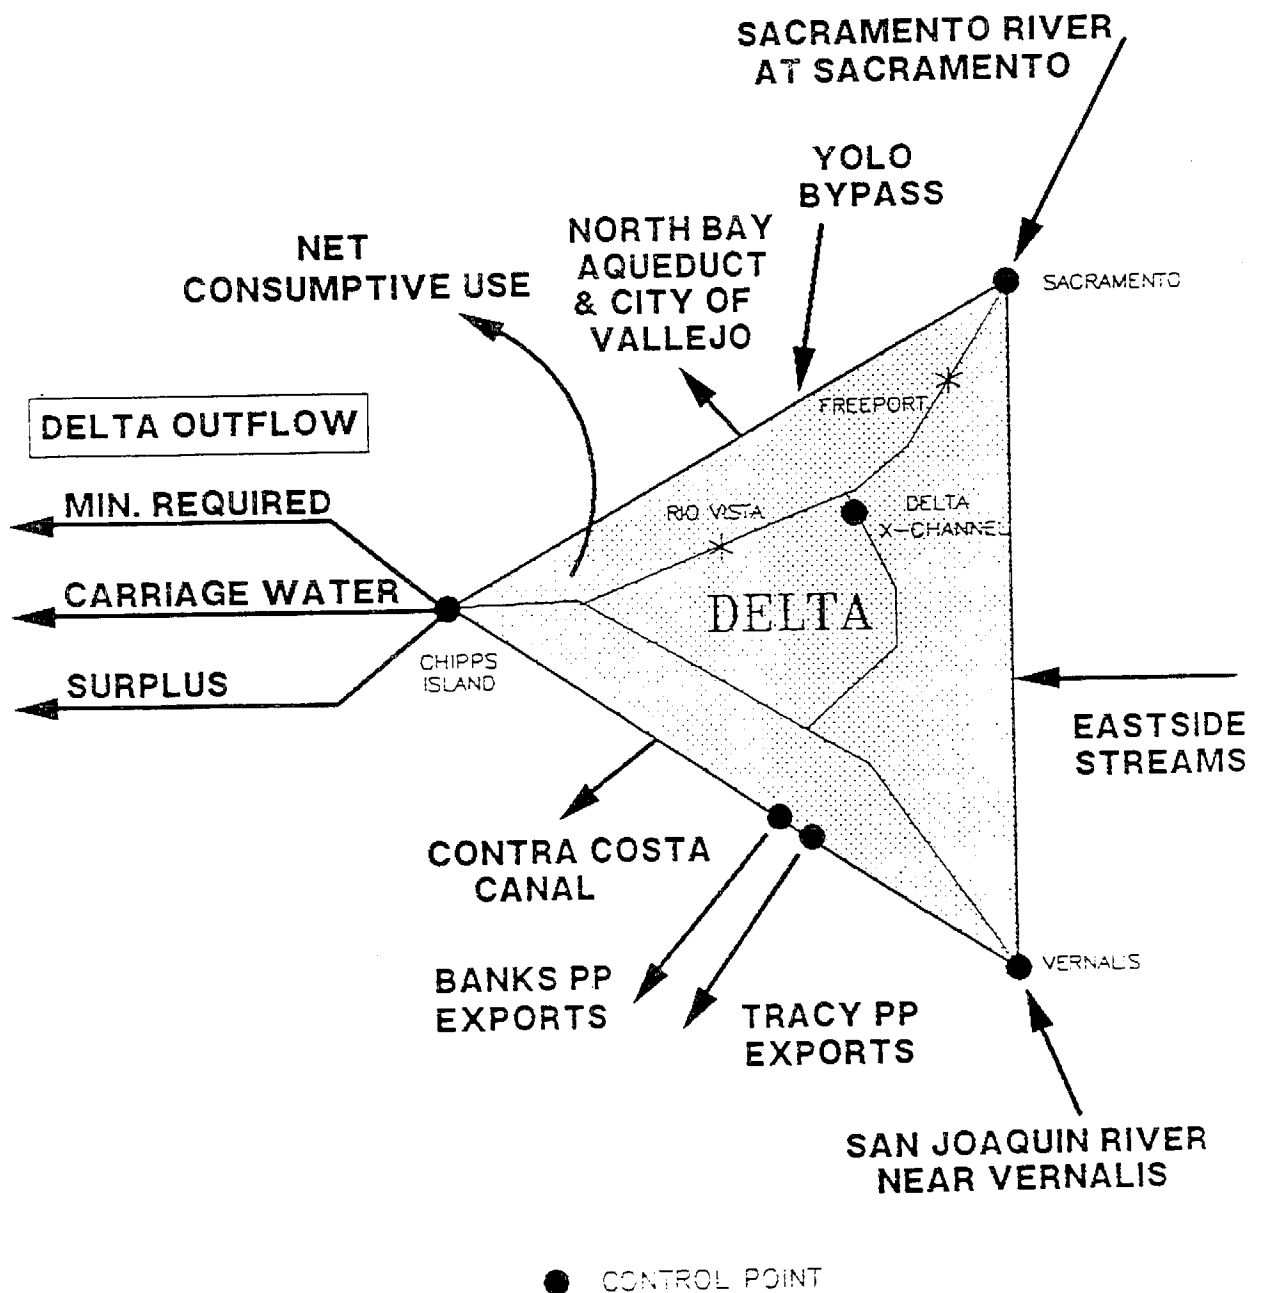 SACRAMENTO RIVER
AT SACRAMENTO
YOLO
BYPASS
NORTH BAY
AQUEDUCT
& CITY OF
VALLEJO
NET
CONSUMPTIVE USE
SACRAMENTO
FREEPORT
DELTA OUTFLOW
MIN. REQUIRED
RIO VISTA
DELTA
X-CHANNEL
CARRIAGE WATER
DELTA
CHIPPS
ISLAND
SURPLUS
EASTSIDE
STREAMS
CONTRA COSTA
CANAL
BANKS PP
EXPORTS
TRACY PP
EXPORTS
VERNALIS
SAN JOAQUIN RIVER
NEAR VERNALIS
CONTROL POINT